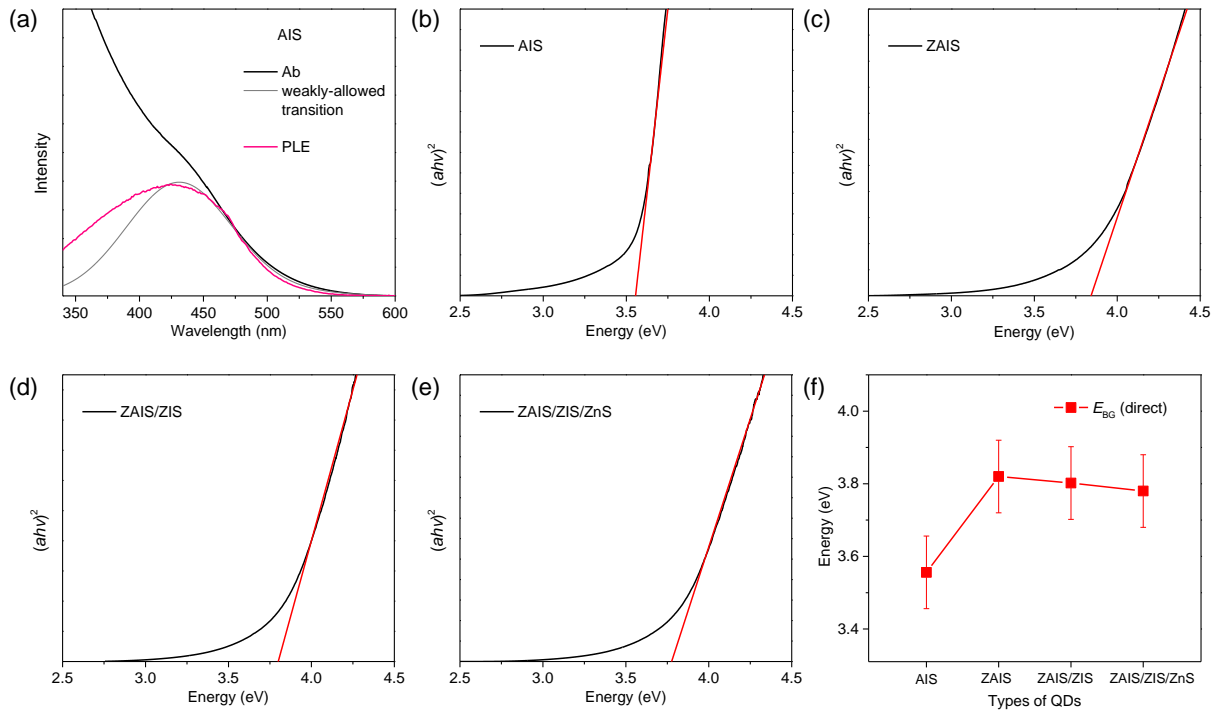 (a)
AIS
Ab
weakly-allowed
transition
PLE
Intensity
350 400 450 500 550 600
Wavelength (nm)
(b)
AIS
(ahv)²
2.5 3.0 3.5 4.0 4.5
Energy (eV)
(c)
ZAIS
(ahv)²
2.5 3.0 3.5 4.0 4.5
Energy (eV)
(d)
ZAIS/ZIS
(ahv)²
2.5 3.0 3.5 4.0 4.5
Energy (eV)
(e)
ZAIS/ZIS/ZnS
(ahv)²
2.5 3.0 3.5 4.0 4.5
Energy (eV)
(f)
E_BG (direct)
4.0
3.8
3.6
3.4
Energy (eV)
AIS ZAIS ZAIS/ZIS ZAIS/ZIS/ZnS
Types of QDs